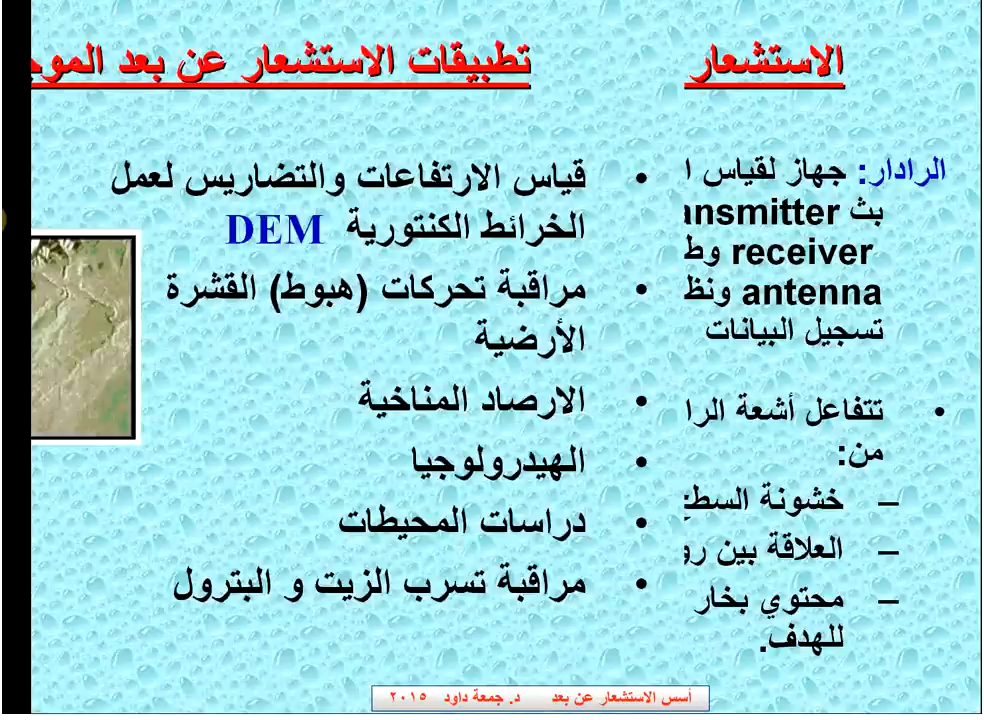 الاستشعار
الرادار: جهاز لقياس
بث
receiver
antenna
تسجيل البيانات
• تتفاعل أشعة
من:
– خشونة السطح
– العلاقة بين
– محتوي بخار
للهدف.
تطبيقات الاستشعار عن بعد
• قياس الارتفاعات والتضاريس لعمل
الخرائط الكنتورية DEM
• مراقبة تحركات (هبوط) القشرة
الأرضية
• الارصاد المناخية
• الهيدرولوجيا
• دراسات المحيطات
• مراقبة تسرب الزيت و البترول
أسس الاستشعار عن بعد د. جمعة داود ٢٠١٥